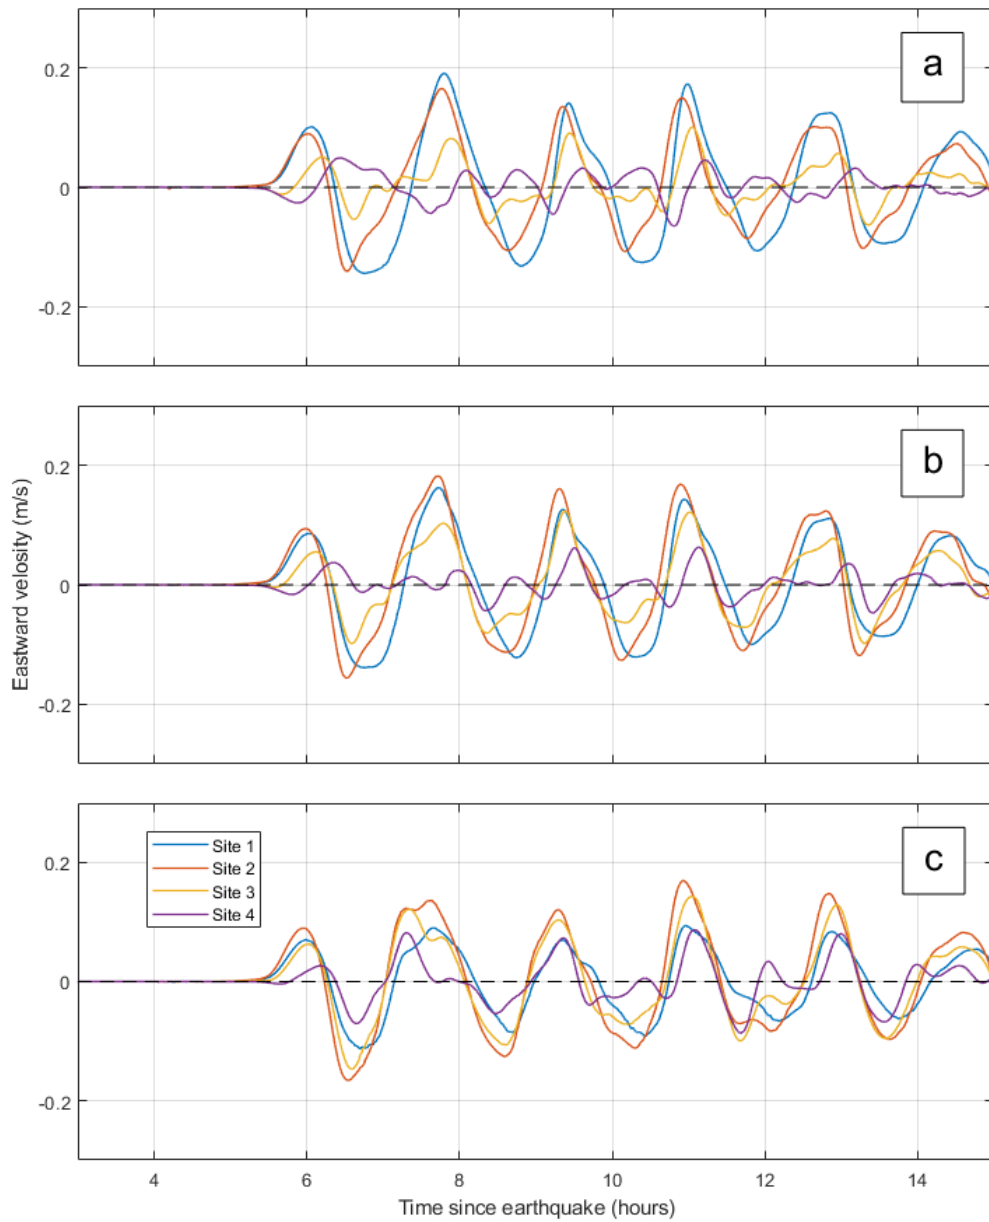 a
0.2
0
-0.2
b
0.2
0
-0.2
Eastward velosity (m/s)
c
Site 1
Site 2
Site 3
Site 4
0.2
0
-0.2
4 6 8 10 12 14
Time since earthquake (hours)